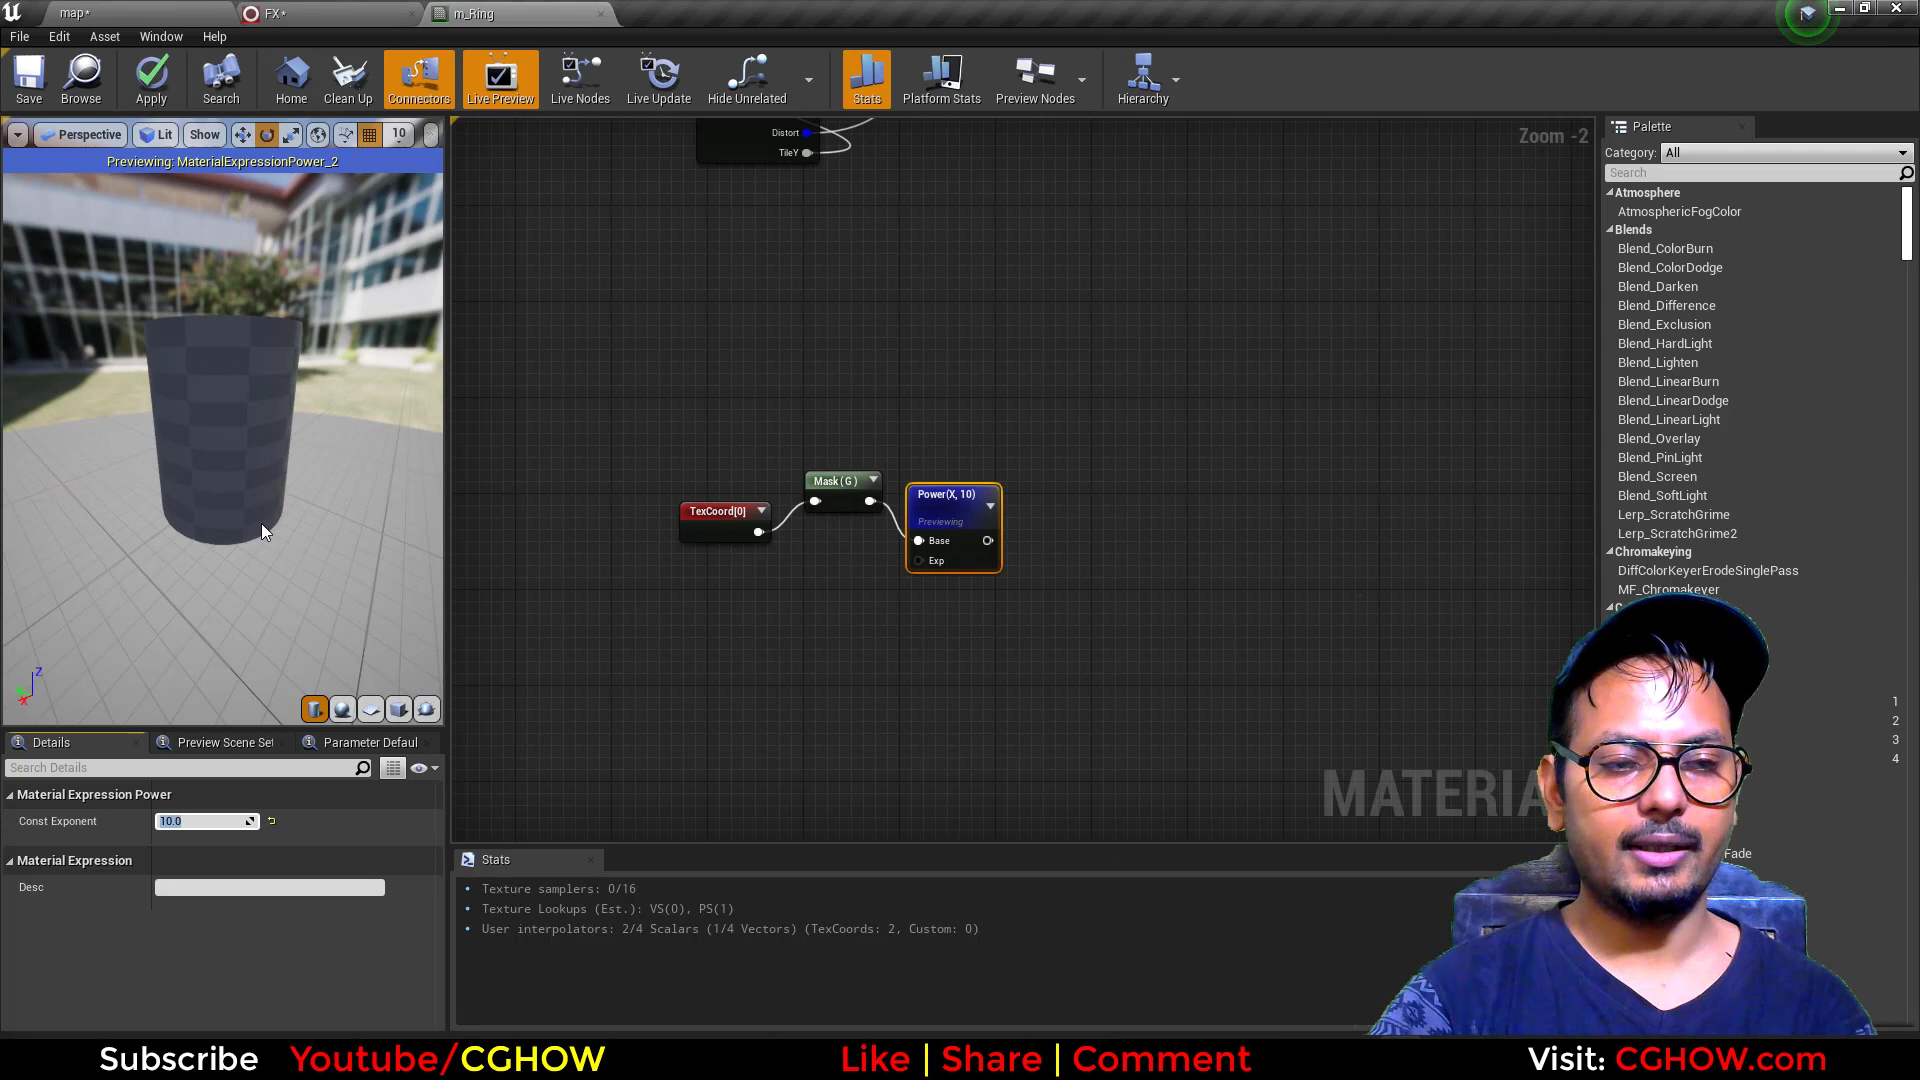 map*
FX*
m_Ring
File Edit Asset Window Help
Save Browse Apply Search Home Clean Up Connectors Live Preview Live Nodes Live Update Hide Unrelated Stats Platform Stats Preview Nodes Hierarchy
Perspective Lit Show 10
Previewing: MaterialExpressionPower_2
Distort
TileY
Zoom -2
Mask ( G )
TexCoord[0]
Power(X, 10)
Previewing
Base
Exp
MATERIA
Z
X
Palette
Category: All
Search
Atmosphere
AtmosphericFogColor
Blends
Blend_ColorBurn
Blend_ColorDodge
Blend_Darken
Blend_Difference
Blend_Exclusion
Blend_HardLight
Blend_Lighten
Blend_LinearBurn
Blend_LinearDodge
Blend_LinearLight
Blend_Overlay
Blend_PinLight
Blend_Screen
Blend_SoftLight
Lerp_ScratchGrime
Lerp_ScratchGrime2
Chromakeying
DiffColorKeyerErodeSinglePass
MF_Chromakeyer
1
2
3
4
Fade
Details
Preview Scene Set
Parameter Defaul
Search Details
Material Expression Power
Const Exponent 10.0
Material Expression
Desc
Stats
Texture samplers: 0/16
Texture Lookups (Est.): VS(0), PS(1)
User interpolators: 2/4 Scalars (1/4 Vectors) (TexCoords: 2, Custom: 0)
Subscribe Youtube/CGHOW Like | Share | Comment Visit: CGHOW.com